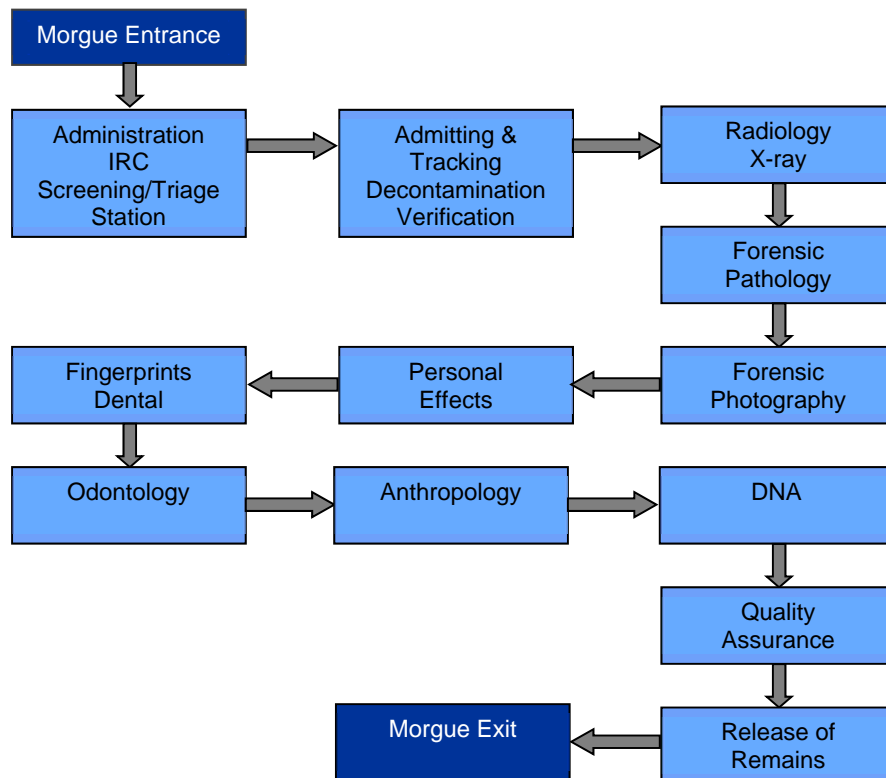 Morgue Entrance
Administration
IRC
Screening/Triage
Station
Admitting &
Tracking
Decontamination
Verification
Radiology
X-ray
Forensic
Pathology
Forensic
Photography
Personal
Effects
Fingerprints
Dental
Odontology
Anthropology
DNA
Quality
Assurance
Release of
Remains
Morgue Exit